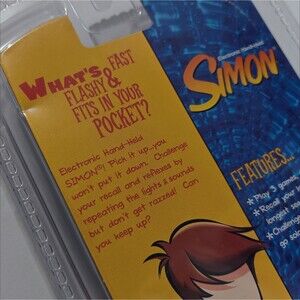 WHAT'S FAST
FLASHY &
FITS IN YOUR
POCKET?
Electronic Hand-Held
SIMON®! Pick it up...you
won't put it down. Challenge
your recall and reflexes by
repeating the lights & sounds
but don't get razzed! Can
you keep up?
Electronic Hand-Held
SIMON
FEATURES...
★ Play 3 games,
★ Recall your
longest se
★ Challeng
go solo